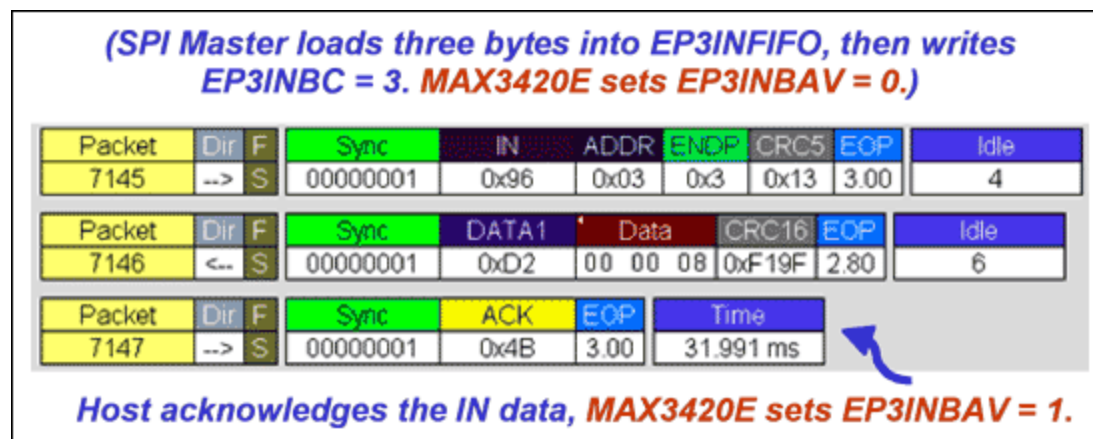 (SPI Master loads three bytes into EP3INFIFO, then writes
EP3INBC = 3. MAX3420E sets EP3INBAV = 0.)
Packet Dir F Sync IN ADDR ENDP CRC5 EOP Idle
7145 --> S 00000001 0x96 0x03 0x3 0x13 3.00 4
Packet Dir F Sync DATA1 Data CRC16 EOP Idle
7146 <-- S 00000001 0xD2 00 00 08 0xF19F 2.80 6
Packet Dir F Sync ACK EOP Time
7147 --> S 00000001 0x4B 3.00 31.991 ms
Host acknowledges the IN data, MAX3420E sets EP3INBAV = 1.